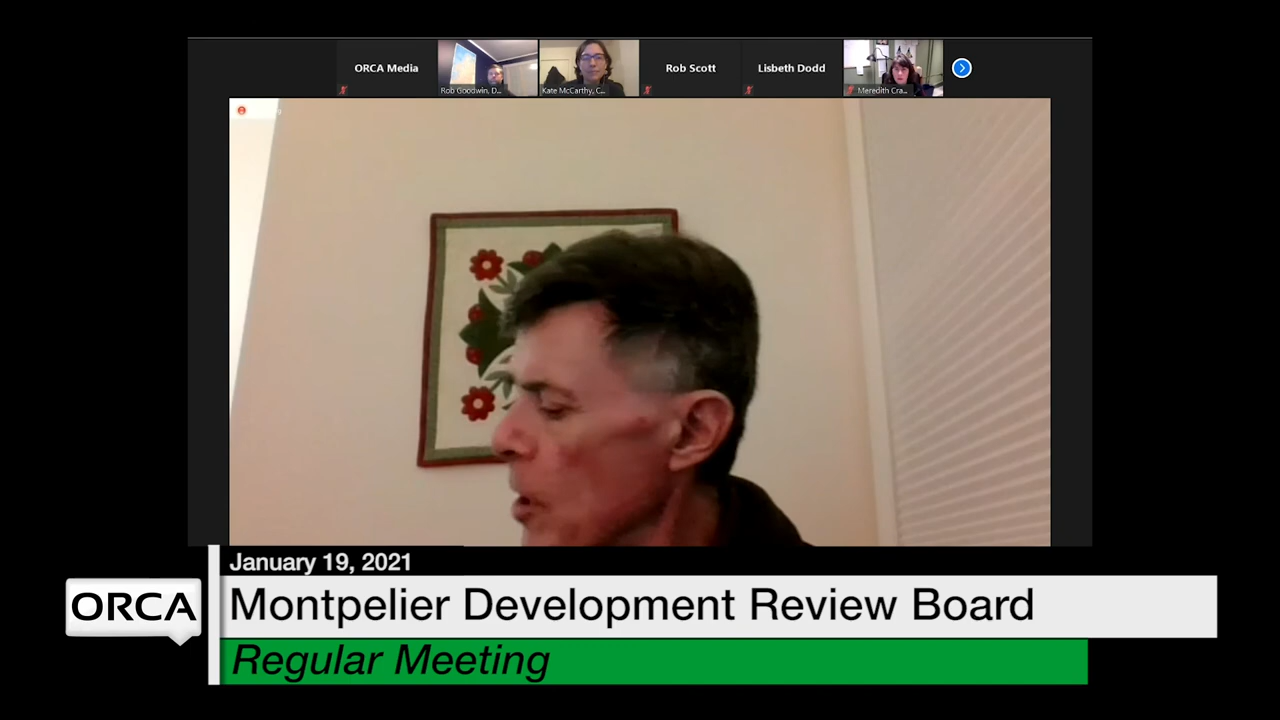 ORCA Media
Rob Goodwin, D...
Kate McCarthy, C...
Rob Scott
Lisbeth Dodd
Meredith Cra...
January 19, 2021
ORCA
Montpelier Development Review Board
Regular Meeting